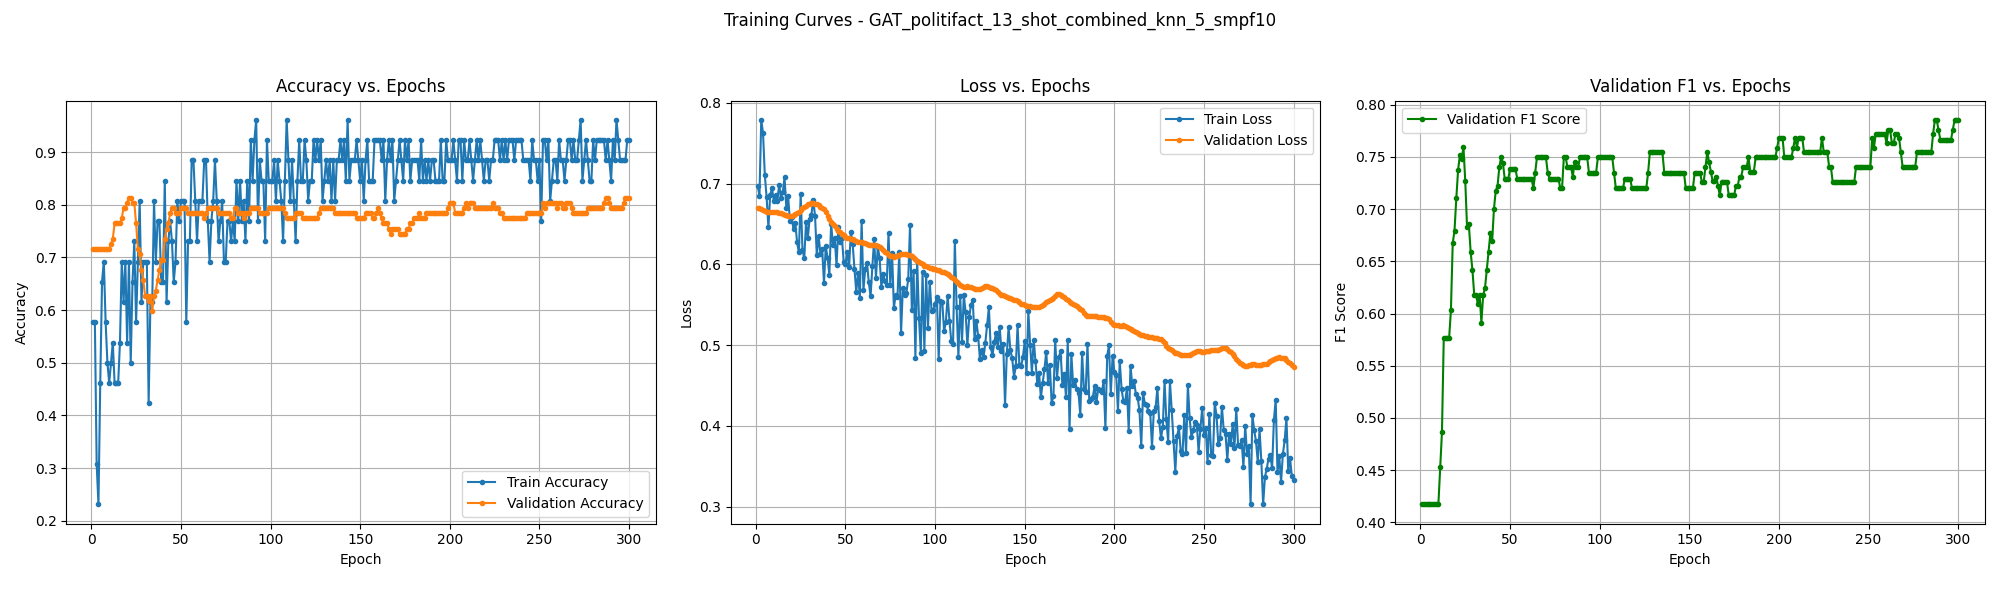 Training Curves - GAT_politifact_13_shot_combined_knn_5_smpf10
Accuracy vs. Epochs
Accuracy
0.9
0.8
0.7
0.6
0.5
0.4
0.3
0.2
Train Accuracy
Validation Accuracy
0 50 100 150 200 250 300
Epoch
Loss vs. Epochs
Loss
0.8
0.7
0.6
0.5
0.4
0.3
Train Loss
Validation Loss
0 50 100 150 200 250 300
Epoch
Validation F1 vs. Epochs
F1 Score
0.80
0.75
0.70
0.65
0.60
0.55
0.50
0.45
0.40
Validation F1 Score
0 50 100 150 200 250 300
Epoch